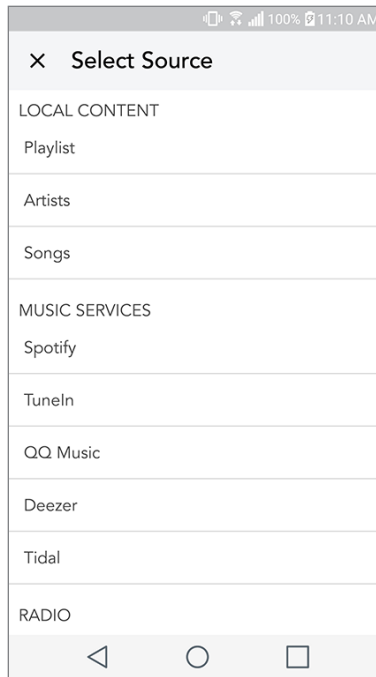 100% 11:10 AM
× Select Source
LOCAL CONTENT
Playlist
Artists
Songs
MUSIC SERVICES
Spotify
TuneIn
QQ Music
Deezer
Tidal
RADIO